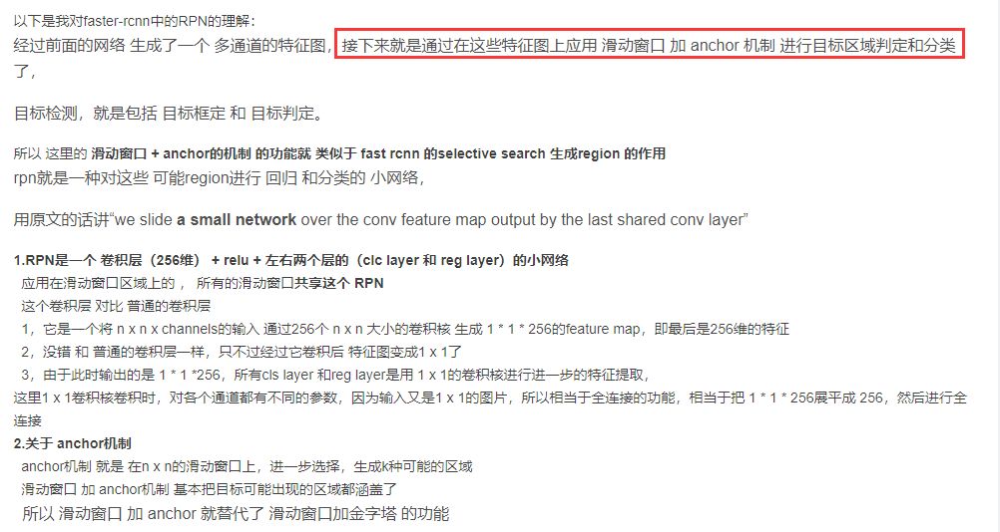 以下是我对faster-rcnn中的RPN的理解：
经过前面的网络 生成了一个 多通道的特征图，接下来就是通过在这些特征图上应用 滑动窗口 加 anchor 机制 进行目标区域判定和分类
了，
目标检测，就是包括 目标框定 和 目标判定。
所以 这里的 滑动窗口 + anchor的机制 的功能就 类似于 fast rcnn 的selective search 生成region 的作用
rpn就是一种对这些 可能region进行 回归 和分类的 小网络，
用原文的话讲“we slide a small network over the conv feature map output by the last shared conv layer”
1.RPN是一个 卷积层（256维） + relu + 左右两个层的（clc layer 和 reg layer）的小网络
应用在滑动窗口区域上的 ， 所有的滑动窗口共享这个 RPN
这个卷积层 对比 普通的卷积层
1，它是一个将 n x n x channels的输入 通过256个 n x n 大小的卷积核 生成 1 * 1 * 256的feature map，即最后是256维的特征
2，没错 和 普通的卷积层一样，只不过经过它卷积后 特征图变成1 x 1了
3，由于此时输出的是 1 * 1 *256，所有cls layer 和reg layer是用 1 x 1的卷积核进行进一步的特征提取，
这里1 x 1卷积核卷积时，对各个通道都有不同的参数，因为输入又是1 x 1的图片，所以相当于全连接的功能，相当于把 1 * 1 * 256展平成 256，然后进行全
连接
2.关于 anchor机制
anchor机制 就是 在n x n的滑动窗口上，进一步选择，生成k种可能的区域
滑动窗口 加 anchor机制 基本把目标可能出现的区域都涵盖了
所以 滑动窗口 加 anchor 就替代了 滑动窗口加金字塔 的功能